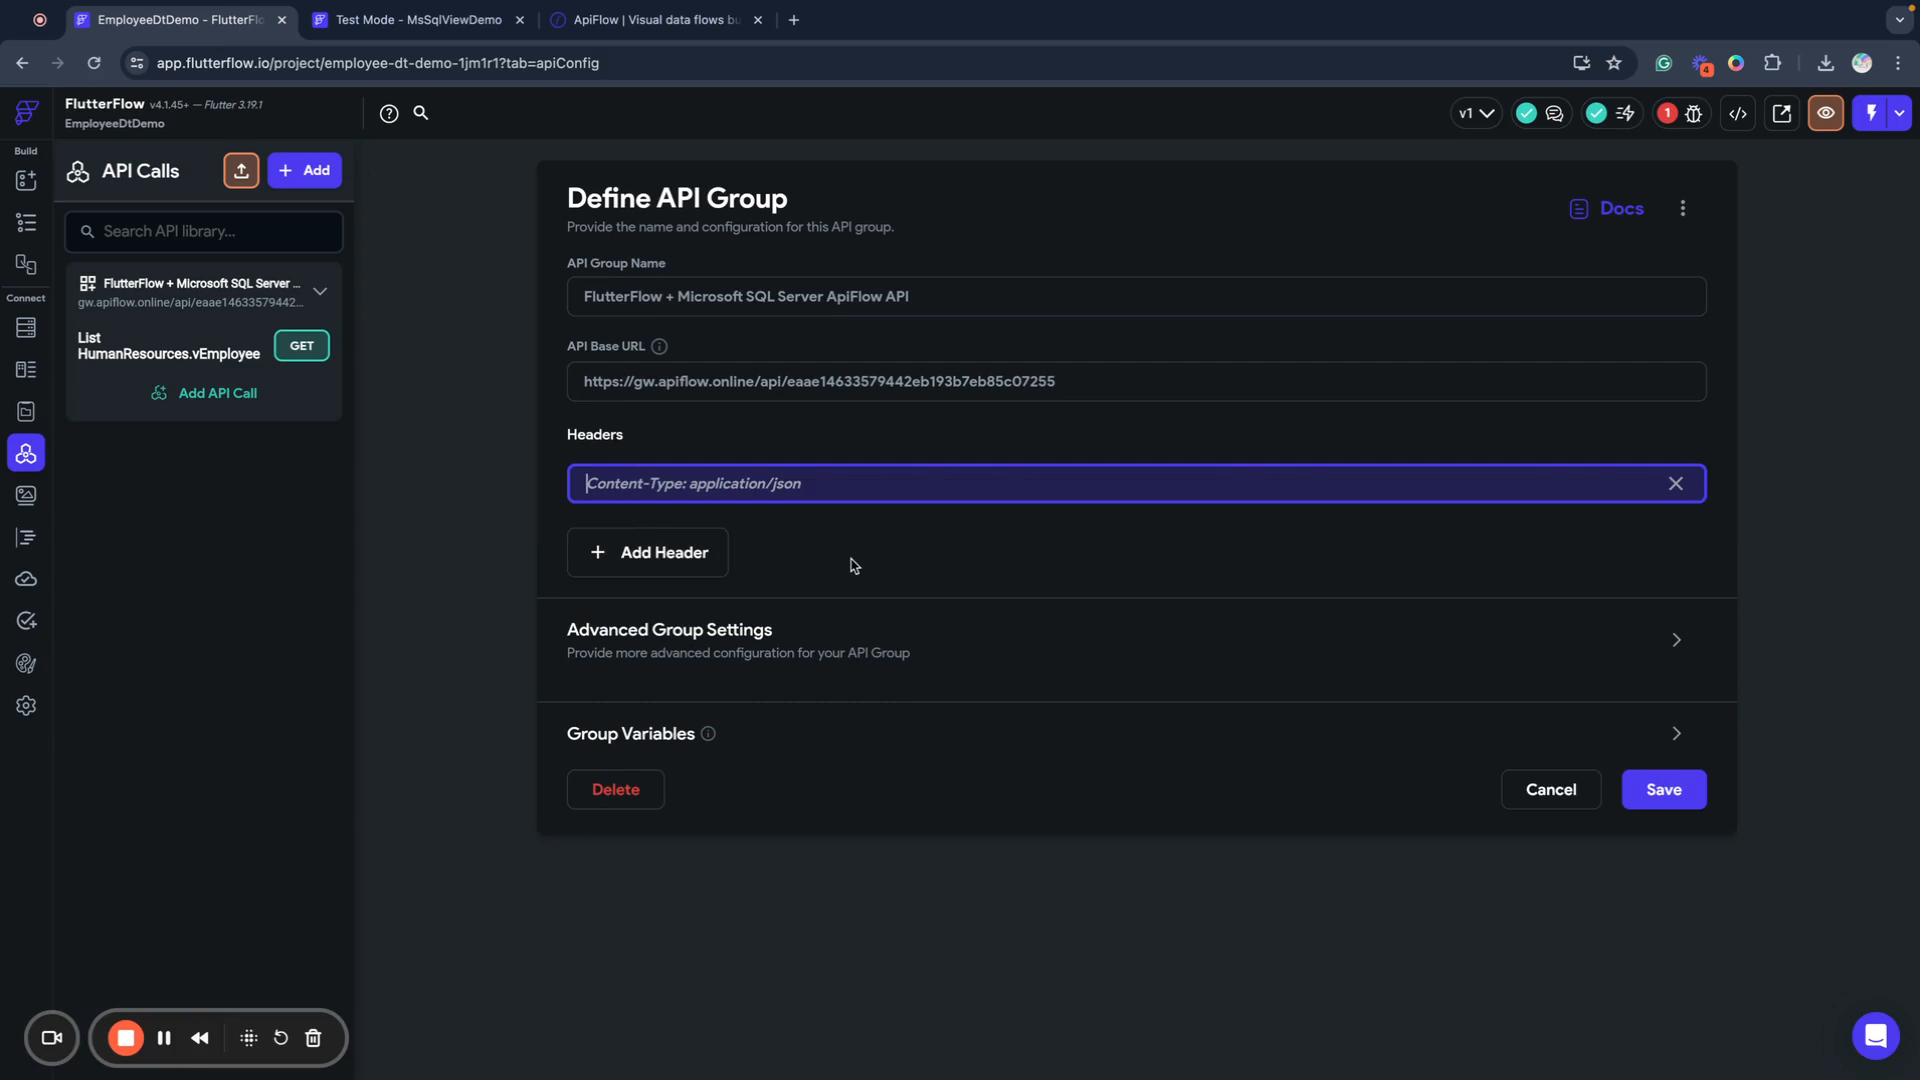 EmployeeDtDemo - FlutterFlo
Test Mode - MsSqlViewDemo
ApiFlow | Visual data flows bu
app.flutterflow.io/project/employee-dt-demo-1jm1r1?tab=apiConfig
4
FlutterFlow v4.1.45+ — Flutter 3.19.1
EmployeeDtDemo
v1
1
Build
Connect
API Calls
+ Add
Search API library...
FlutterFlow + Microsoft SQL Server ...
gw.apiflow.online/api/eaae14633579442...
List
HumanResources.vEmployee
GET
Add API Call
Define API Group
Provide the name and configuration for this API group.
Docs
API Group Name
FlutterFlow + Microsoft SQL Server ApiFlow API
API Base URL
https://gw.apiflow.online/api/eaae14633579442eb193b7eb85c07255
Headers
Content-Type: application/json
+ Add Header
Advanced Group Settings
Provide more advanced configuration for your API Group
Group Variables
Delete
Cancel
Save